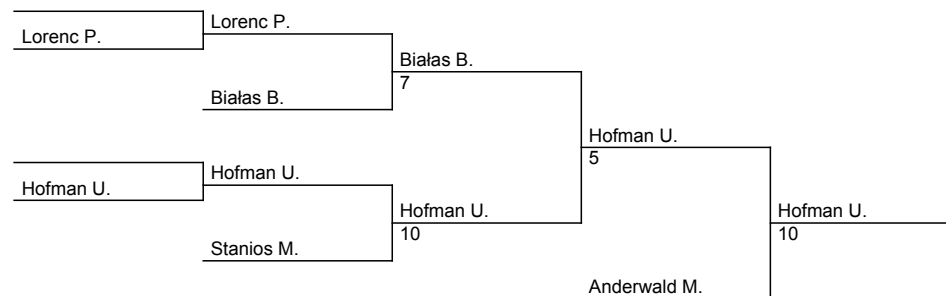 Lorenc P.
Lorenc P.
Białas B.
7
Białas B.
Hofman U.
5
Hofman U.
Hofman U.
Hofman U.
10
Hofman U.
10
Stanios M.
Anderwald M.